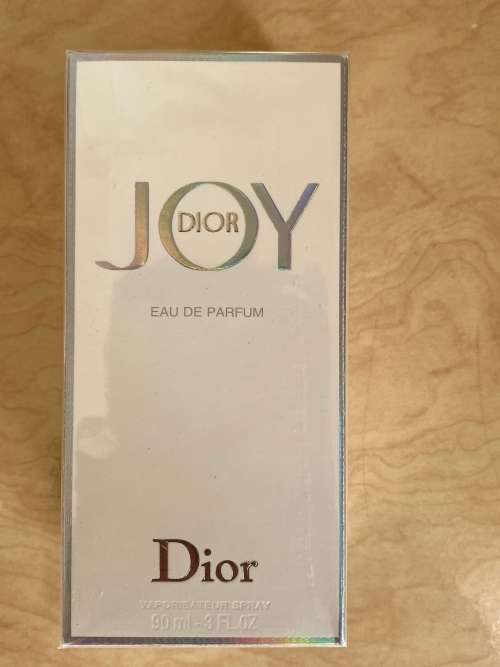 JOY
DIOR
EAU DE PARFUM
Dior
VAPORISATEUR SPRAY
90 ml - 3 FL.OZ